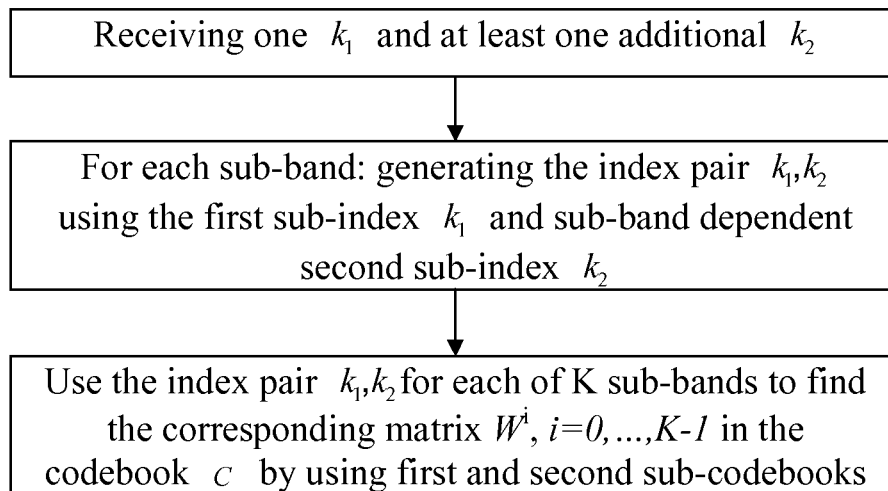 Receiving one k₁ and at least one additional k₂
For each sub-band: generating the index pair k₁,k₂
using the first sub-index k₁ and sub-band dependent
second sub-index k₂
Use the index pair k₁,k₂ for each of K sub-bands to find
the corresponding matrix Wⁱ, i=0,...,K-1 in the
codebook C by using first and second sub-codebooks